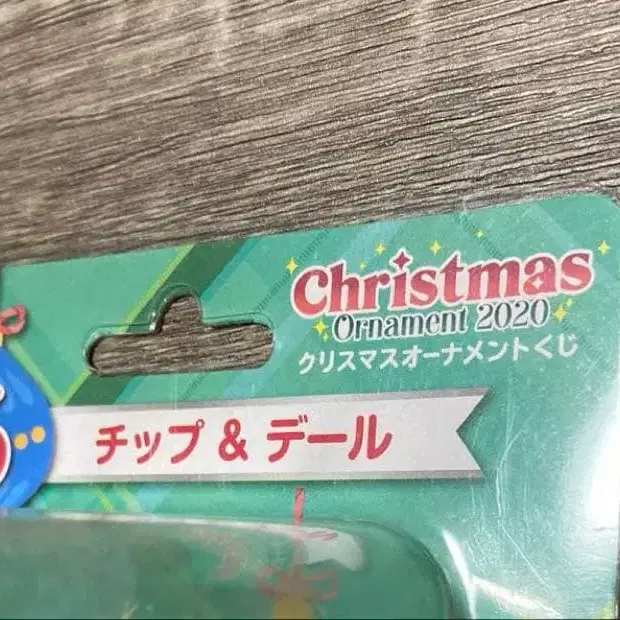 Christmas
Ornament 2020
クリスマスオーナメントくじ
チップ & デール